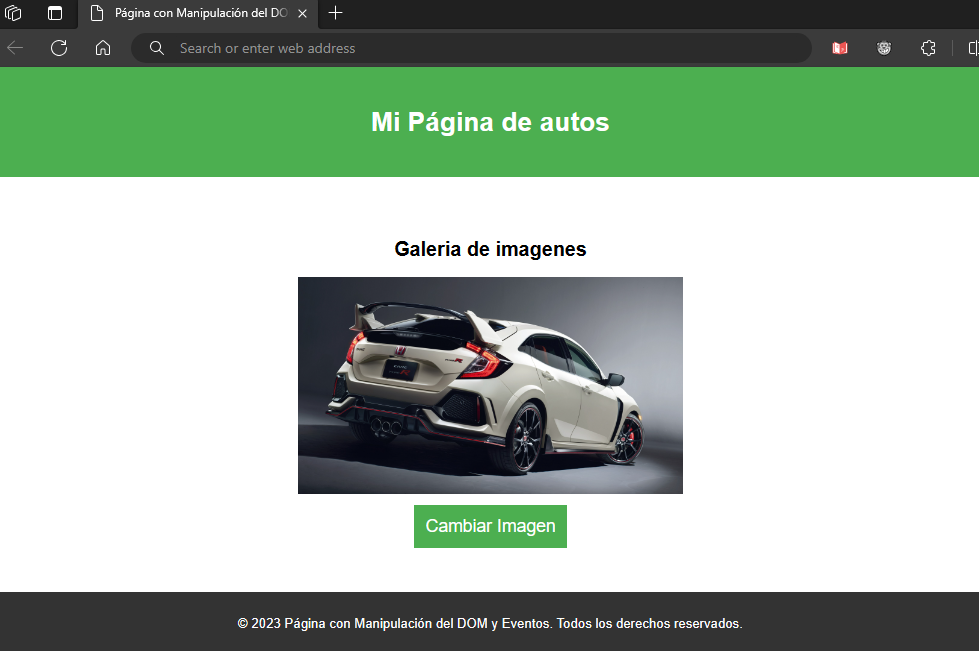 Página con Manipulación del DO
Search or enter web address
Mi Página de autos
Galeria de imagenes
Cambiar Imagen
© 2023 Página con Manipulación del DOM y Eventos. Todos los derechos reservados.